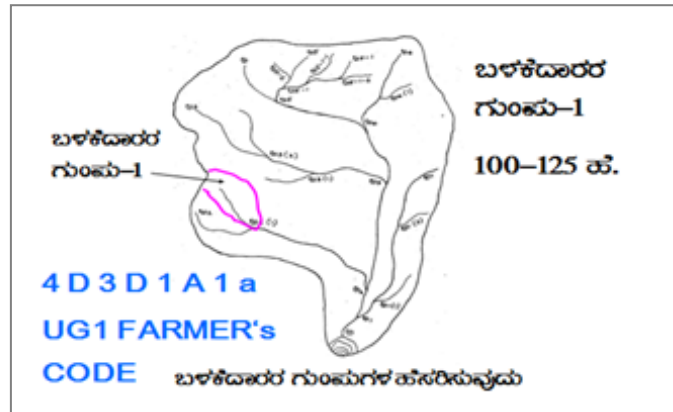 ಬಳಕೆದಾರರ
ಗುಂಪು–1
100–125 ಹೆ.
ಬಳಕೆದಾರರ
ಗುಂಪು–1
4 D 3 D 1 A 1 a
UG1 FARMER's
CODE
ಬಳಕೆದಾರರ ಗುಂಪುಗಳ ಹೆಸರಿಸುವುದು